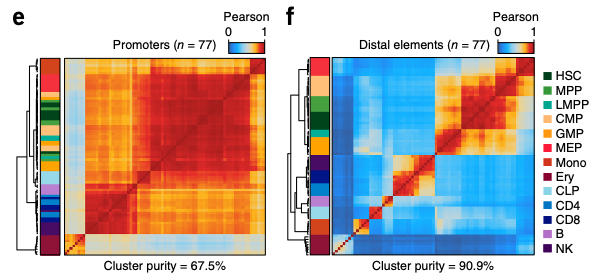 e
Pearson
0 1
Promoters (n = 77)
Cluster purity = 67.5%
f
Pearson
0 1
Distal elements (n = 77)
Cluster purity = 90.9%
HSC
MPP
LMPP
CMP
GMP
MEP
Mono
Ery
CLP
CD4
CD8
B
NK